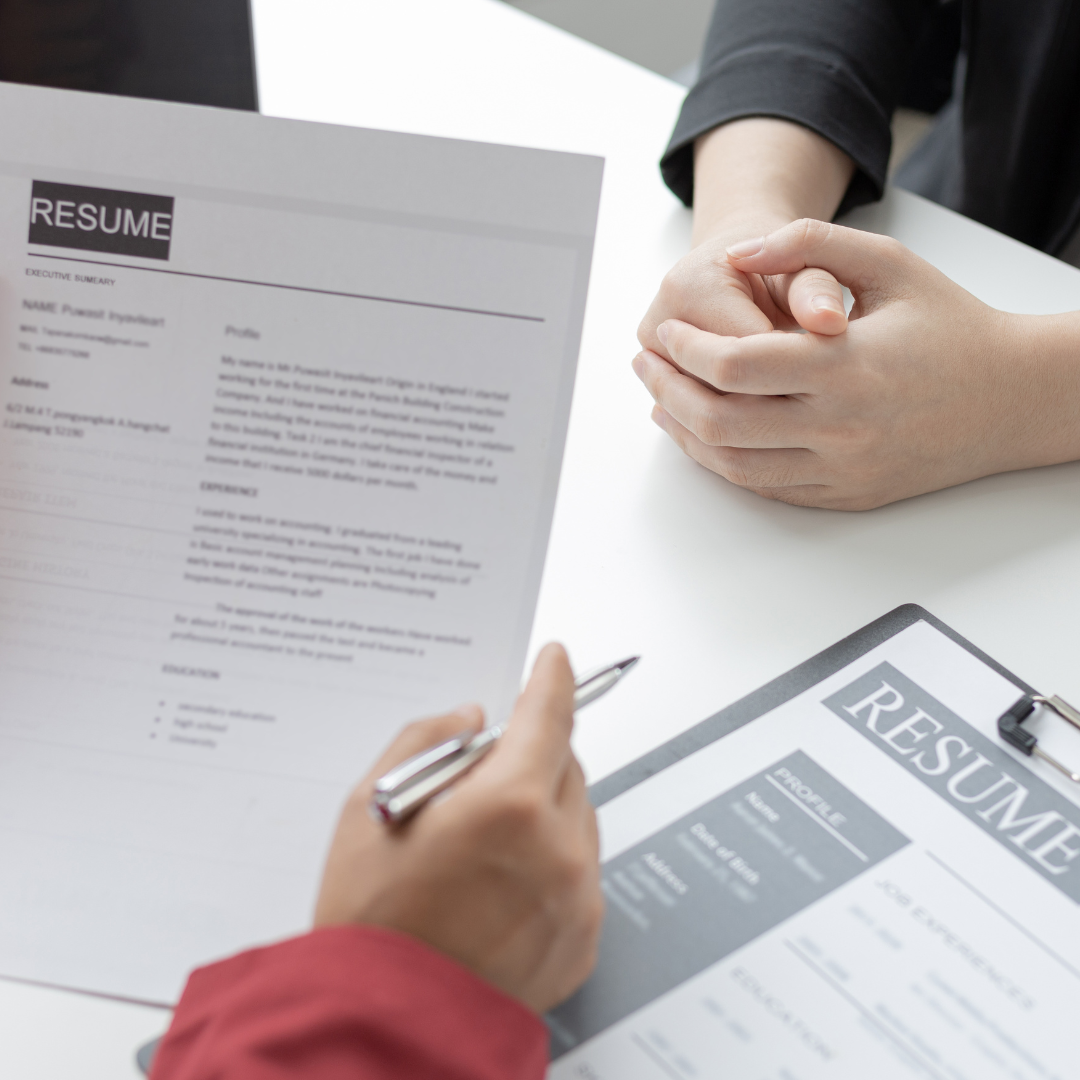 RESUME
EXECUTIVE SUMEARY
NAME Puwasit Inyavileart
Address
Profile
My name is Mr.Puwasit Inyavileart Origin in England I started
working for the first time at the Parich Building Construction
Company. And I have worked on financial accounting Make
income including the accounts of employees working in relation
to this building. Task 2 I am the chief financial inspector of a
financial institution in Germany. I take care of the money and
income that I receive 5000 dollars per month.
EXPERIENCE
I used to work on accounting. I graduated from a leading
university specializing in accounting. The first job I have done
is Basic account management planning including analysis of
early work data Other assignments are Photocopying
Inspection of accounting staff
The approval of the work of the workers Have worked
for about 3 years, then passed the test and became a
professional accountant to the present
EDUCATION
secondary education
high school
University
RESUME
PROFILE
Name
Date of Birth
Address
JOB EXPERIENCES
EDUCATION